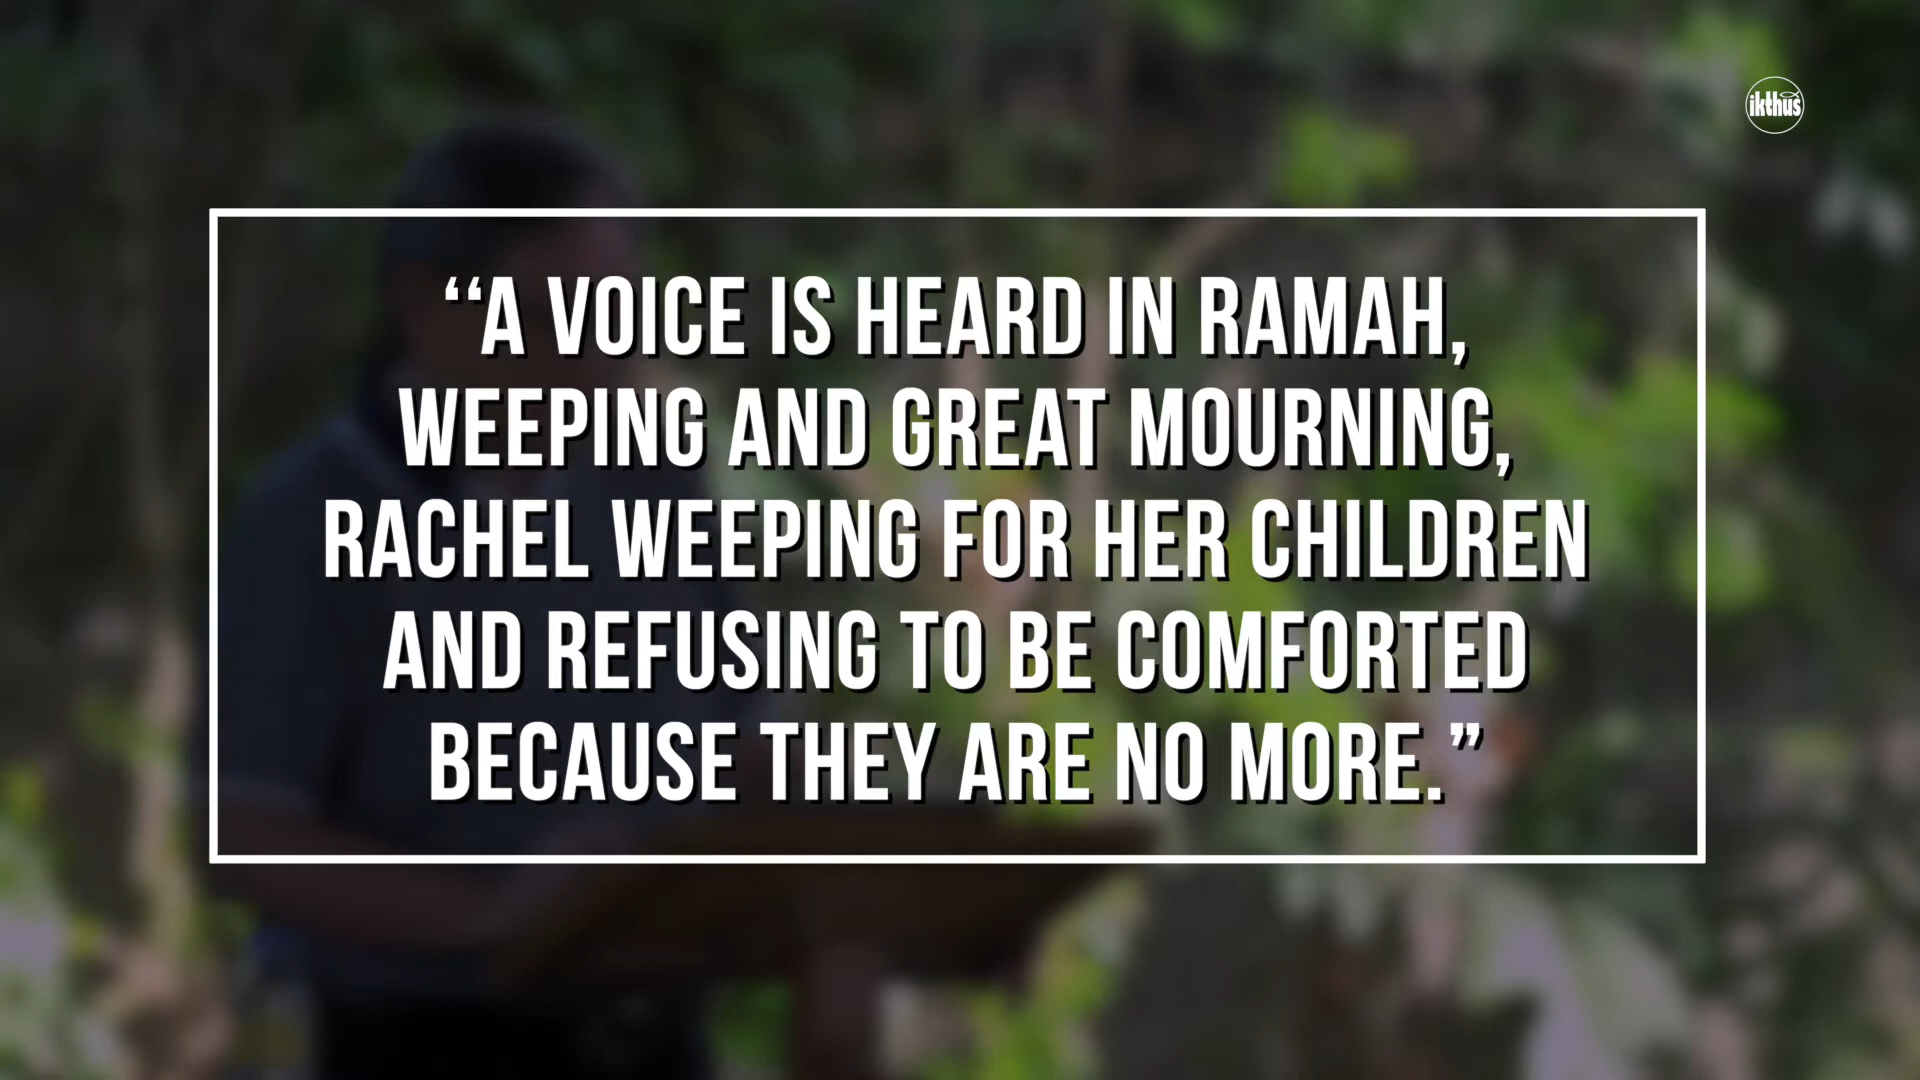 ikthus
“A VOICE IS HEARD IN RAMAH,
WEEPING AND GREAT MOURNING,
RACHEL WEEPING FOR HER CHILDREN
AND REFUSING TO BE COMFORTED
BECAUSE THEY ARE NO MORE.”